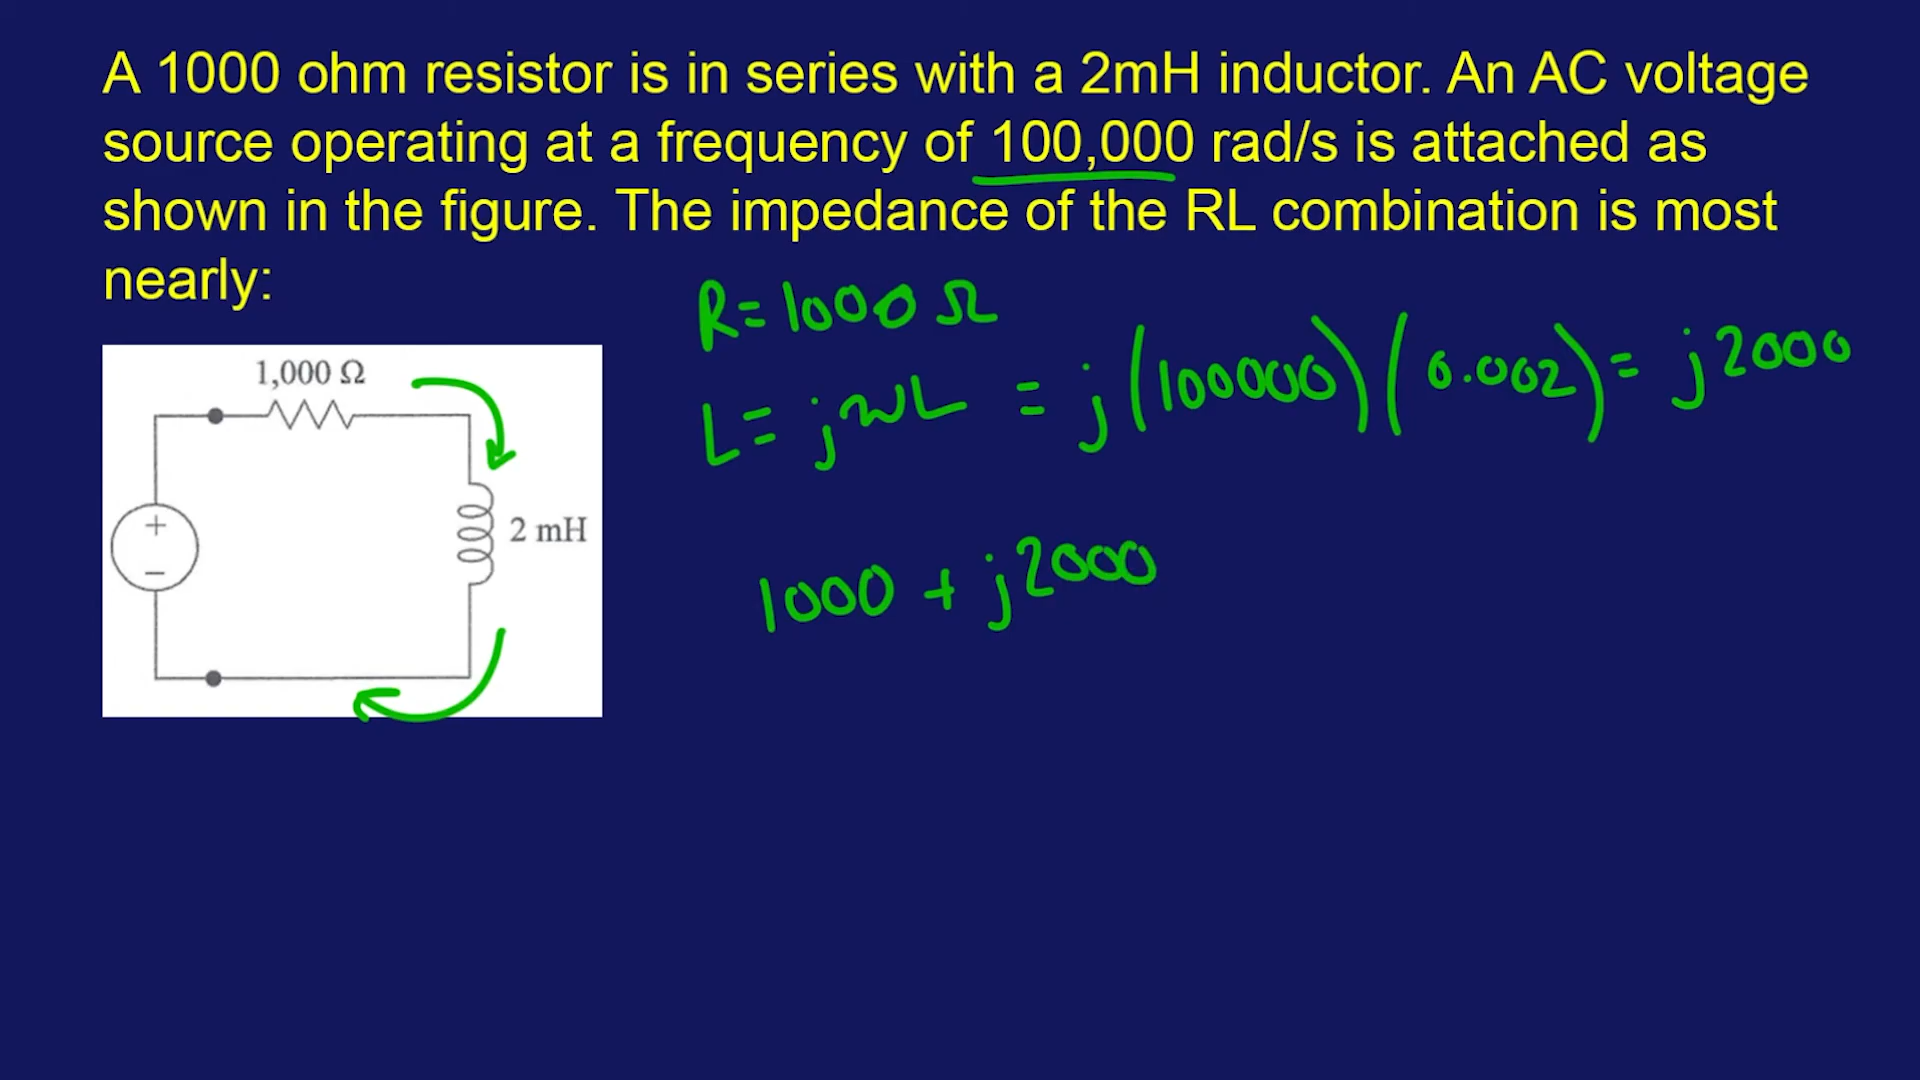 A 1000 ohm resistor is in series with a 2mH inductor. An AC voltage
source operating at a frequency of 100,000 rad/s is attached as
shown in the figure. The impedance of the RL combination is most
nearly:
R=1000 Ω
L= jωL = j(100000)(0.002)= j2000
1,000 Ω
+
2 mH
−
1000 + j2000